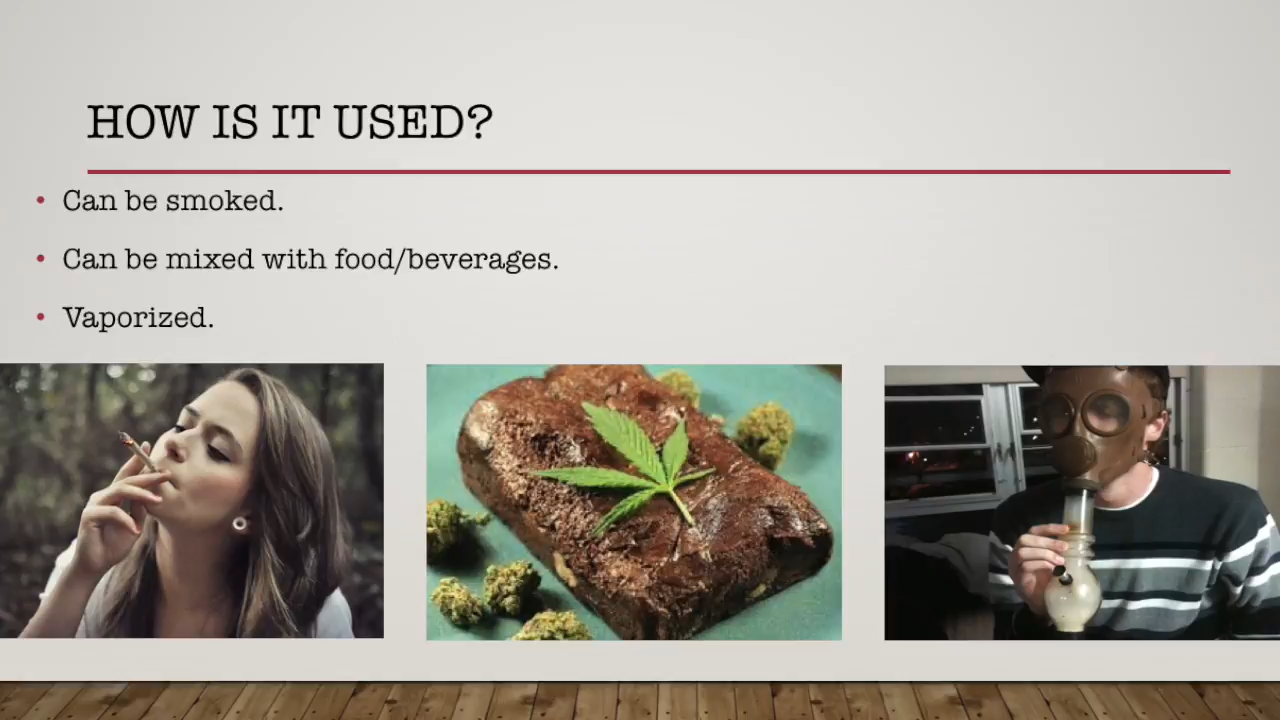 HOW IS IT USED?
• Can be smoked.
• Can be mixed with food/beverages.
• Vaporized.